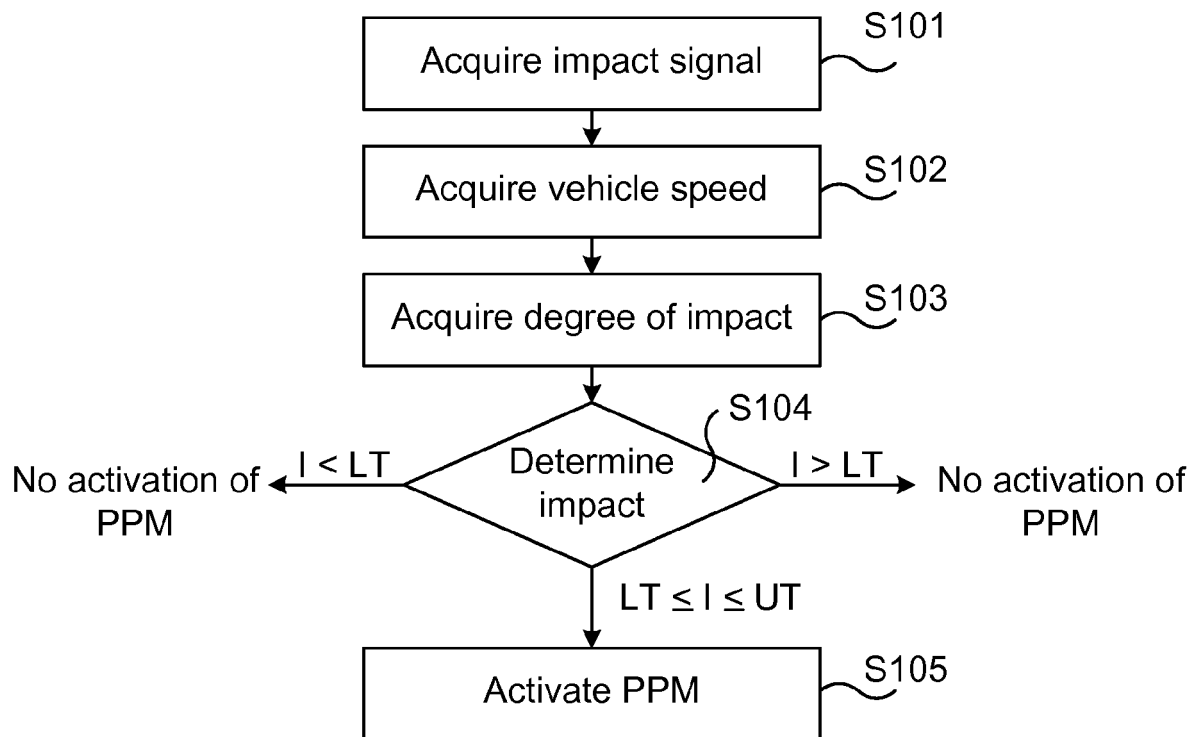 S101
Acquire impact signal
S102
Acquire vehicle speed
S103
Acquire degree of impact
S104
Determine
impact
I < LT
No activation of
PPM
I > LT
No activation of
PPM
LT ≤ I ≤ UT
S105
Activate PPM